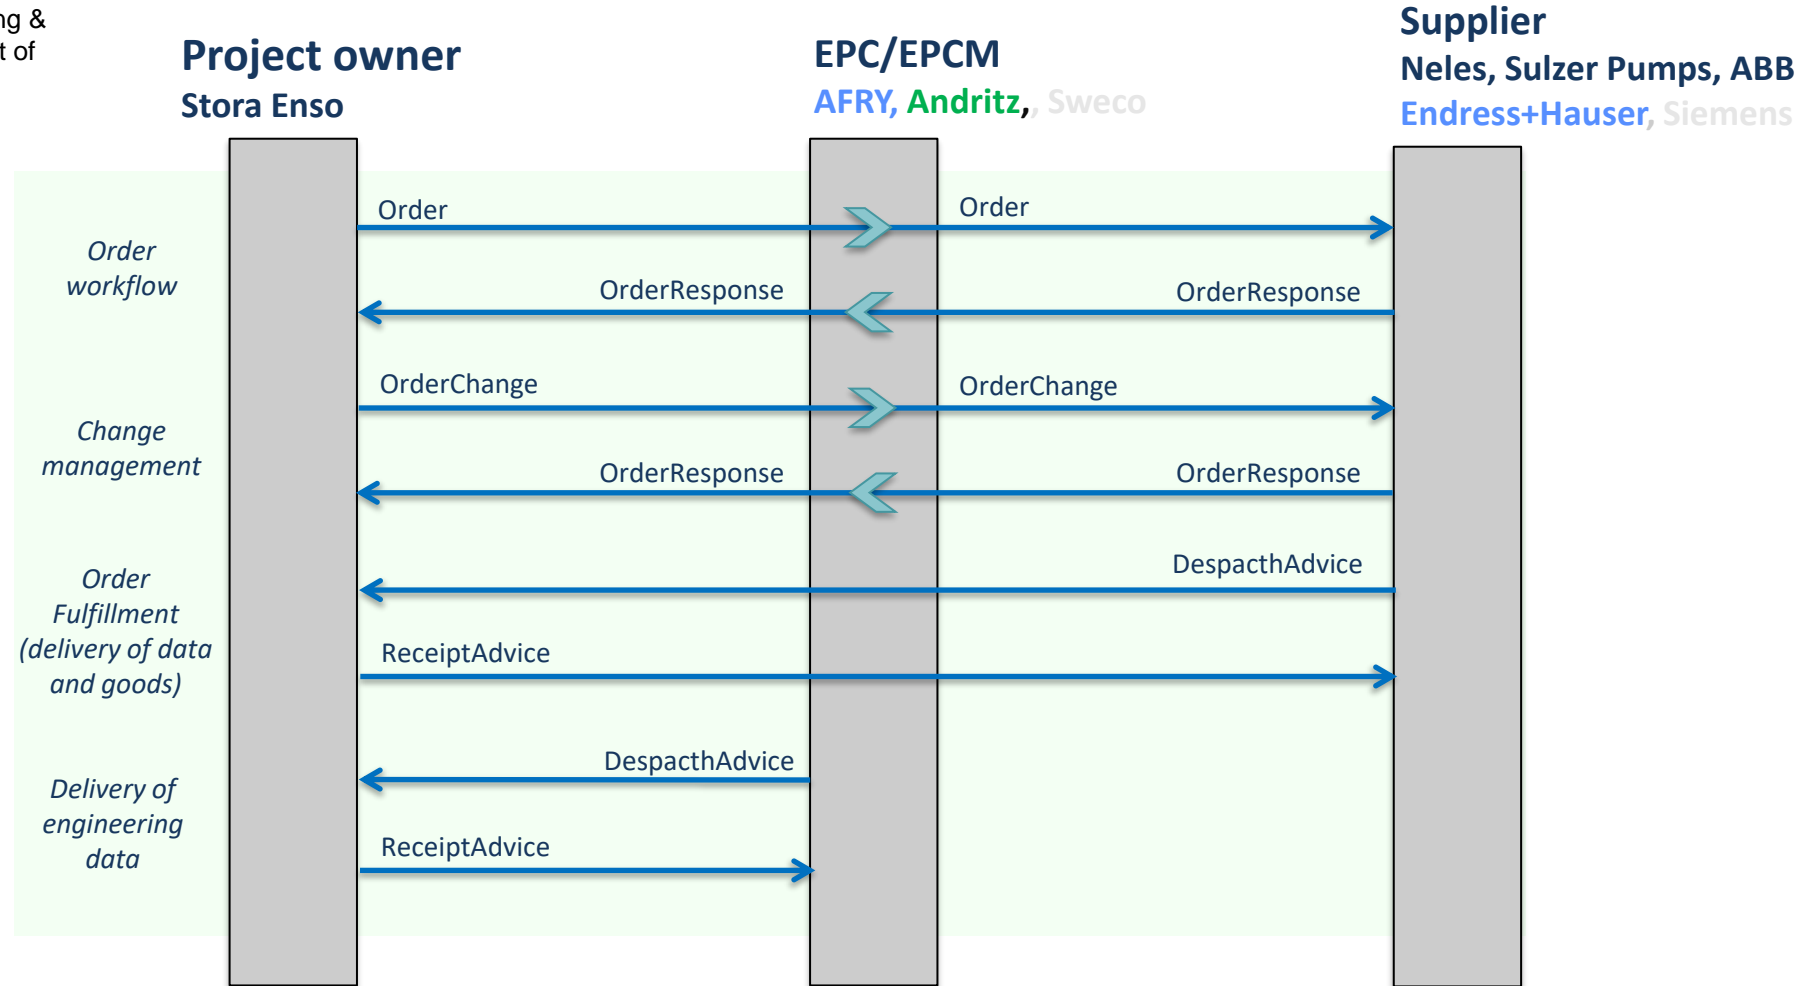 ng &
t of
Project owner
Stora Enso
EPC/EPCM
AFRY, Andritz,, Sweco
Supplier
Neles, Sulzer Pumps, ABB
Endress+Hauser, Siemens
Order
workflow
Order
Order
OrderResponse
OrderResponse
Change
management
OrderChange
OrderChange
OrderResponse
OrderResponse
Order
Fulfillment
(delivery of data
and goods)
DespacthAdvice
ReceiptAdvice
Delivery of
engineering
data
DespacthAdvice
ReceiptAdvice